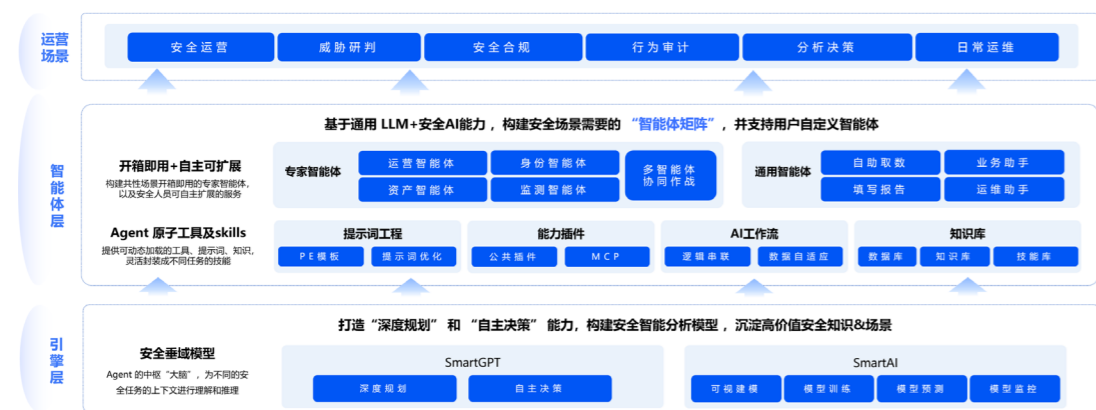 运营
场景
安全运营
威胁研判
安全合规
行为审计
分析决策
日常运维
智
能
体
层
基于通用 LLM+安全AI能力，构建安全场景需要的 “智能体矩阵”，并支持用户自定义智能体
开箱即用+自主可扩展
构建共性场景开箱即用的专家智能体，
以及安全人员可自主扩展的服务
专家智能体
运营智能体
身份智能体
资产智能体
监测智能体
多智能体
协同作战
通用智能体
自助取数
业务助手
填写报告
运维助手
Agent 原子工具及skills
提供可动态加载的工具、提示词、知识，
灵活封装成不同任务的技能
提示词工程
PE模板
提示词优化
能力插件
公共插件
MCP
AI工作流
逻辑串联
数据自适应
知识库
数据库
知识库
技能库
引
擎
层
打造“深度规划” 和 “自主决策” 能力，构建安全智能分析模型，沉淀高价值安全知识&场景
安全垂域模型
Agent 的中枢“大脑”，为不同的安
全任务的上下文进行理解和推理
SmartGPT
深度规划
自主决策
SmartAI
可视建模
模型训练
模型预测
模型监控